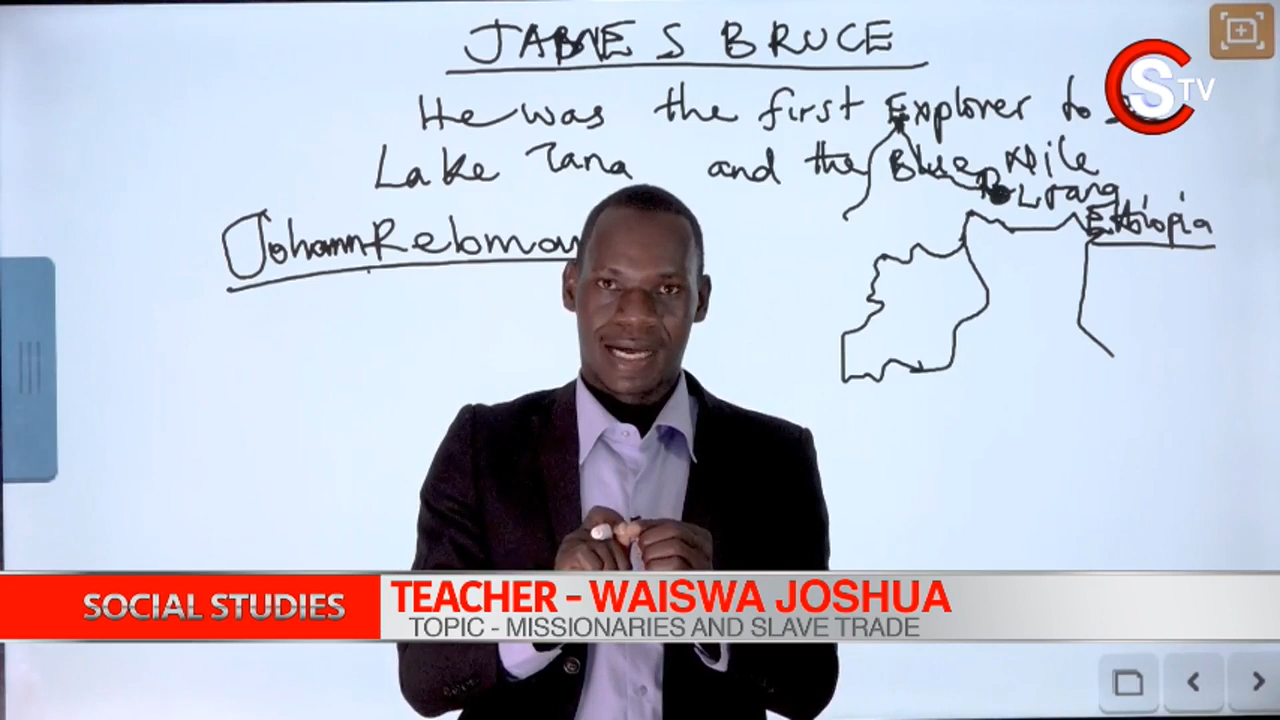 JAMES BRUCE
He was the first Explorer to
Lake Tana and the Blue Nile
Ethiopia
Johann Rebman
CSTV
SOCIAL STUDIES
TEACHER - WAISWA JOSHUA
TOPIC - MISSIONARIES AND SLAVE TRADE